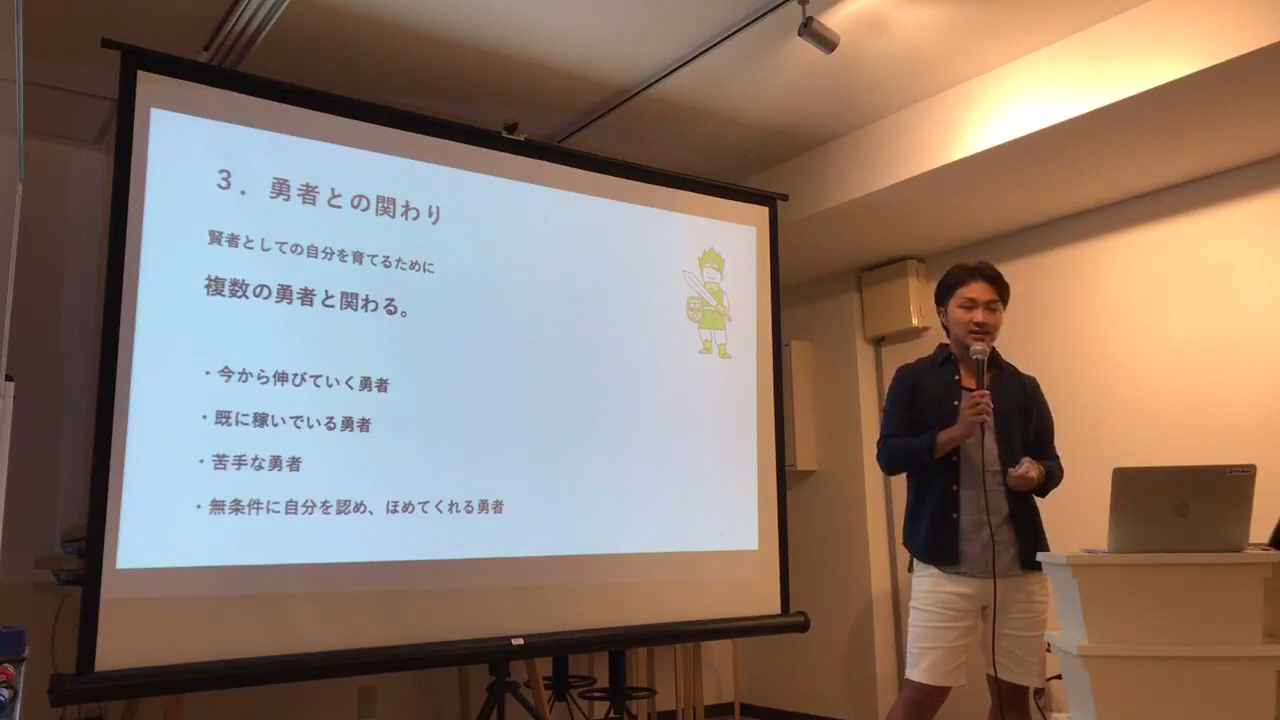 ３．勇者との関わり
賢者としての自分を育てるために
複数の勇者と関わる。
・今から伸びていく勇者
・既に稼いでいる勇者
・苦手な勇者
・無条件に自分を認め、ほめてくれる勇者